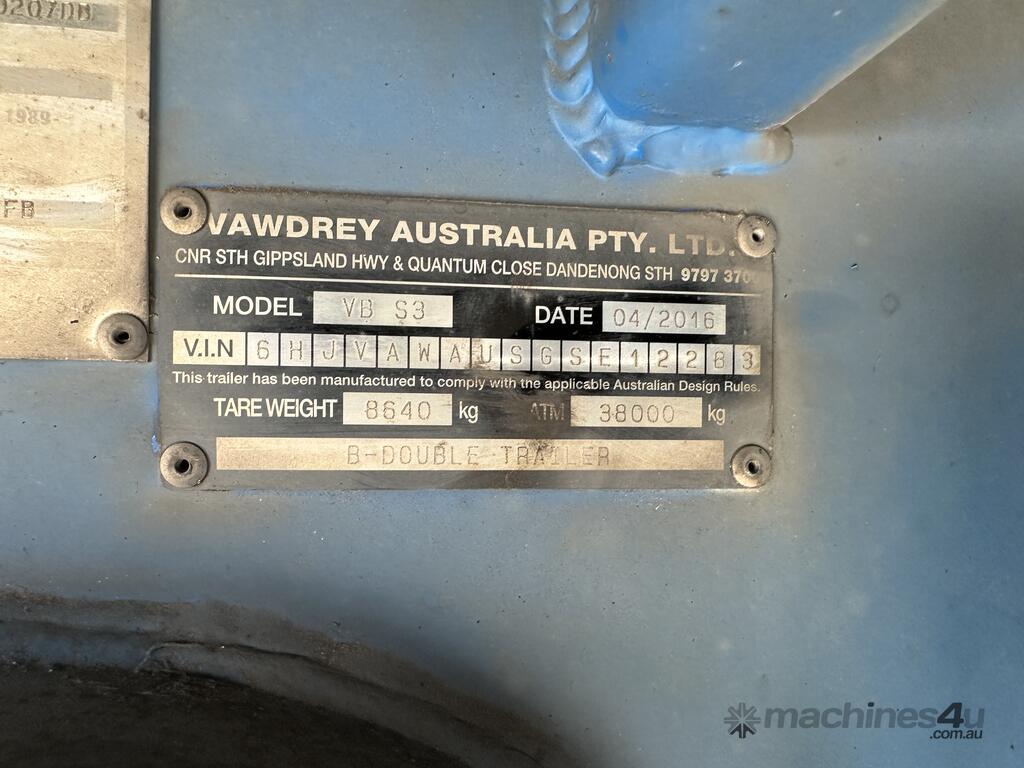 0207DB
1989
FB
VAWDREY AUSTRALIA PTY. LTD.
CNR STH GIPPSLAND HWY & QUANTUM CLOSE DANDENONG STH 9797 370
MODEL VB S3 DATE 04/2016
V.I.N 6HJVAWAUSGSE12283
This trailer has been manufactured to comply with the applicable Australian Design Rules.
TARE WEIGHT 8640 kg ATM 38000 kg
B-DOUBLE TRAILER
machines4u
.com.au